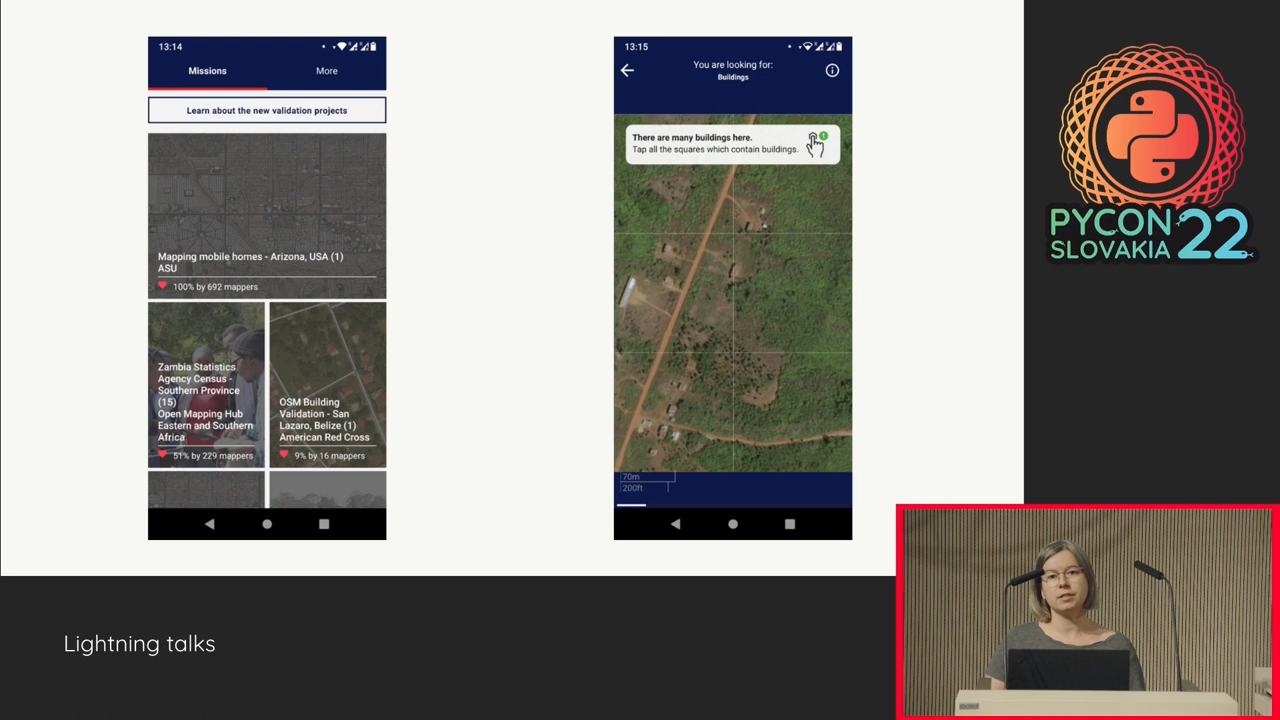 13:14
Missions
More
Learn about the new validation projects
Mapping mobile homes - Arizona, USA (1)
ASU
100% by 692 mappers
Zambia Statistics
Agency Census -
Southern Province
(15)
Open Mapping Hub
Eastern and Southern
Africa
51% by 229 mappers
OSM Building
Validation - San
Lazaro, Belize (1)
American Red Cross
9% by 16 mappers
13:15
You are looking for:
Buildings
There are many buildings here.
Tap all the squares which contain buildings.
1
70m
200ft
PYCON
SLOVAKIA
22
Lightning talks